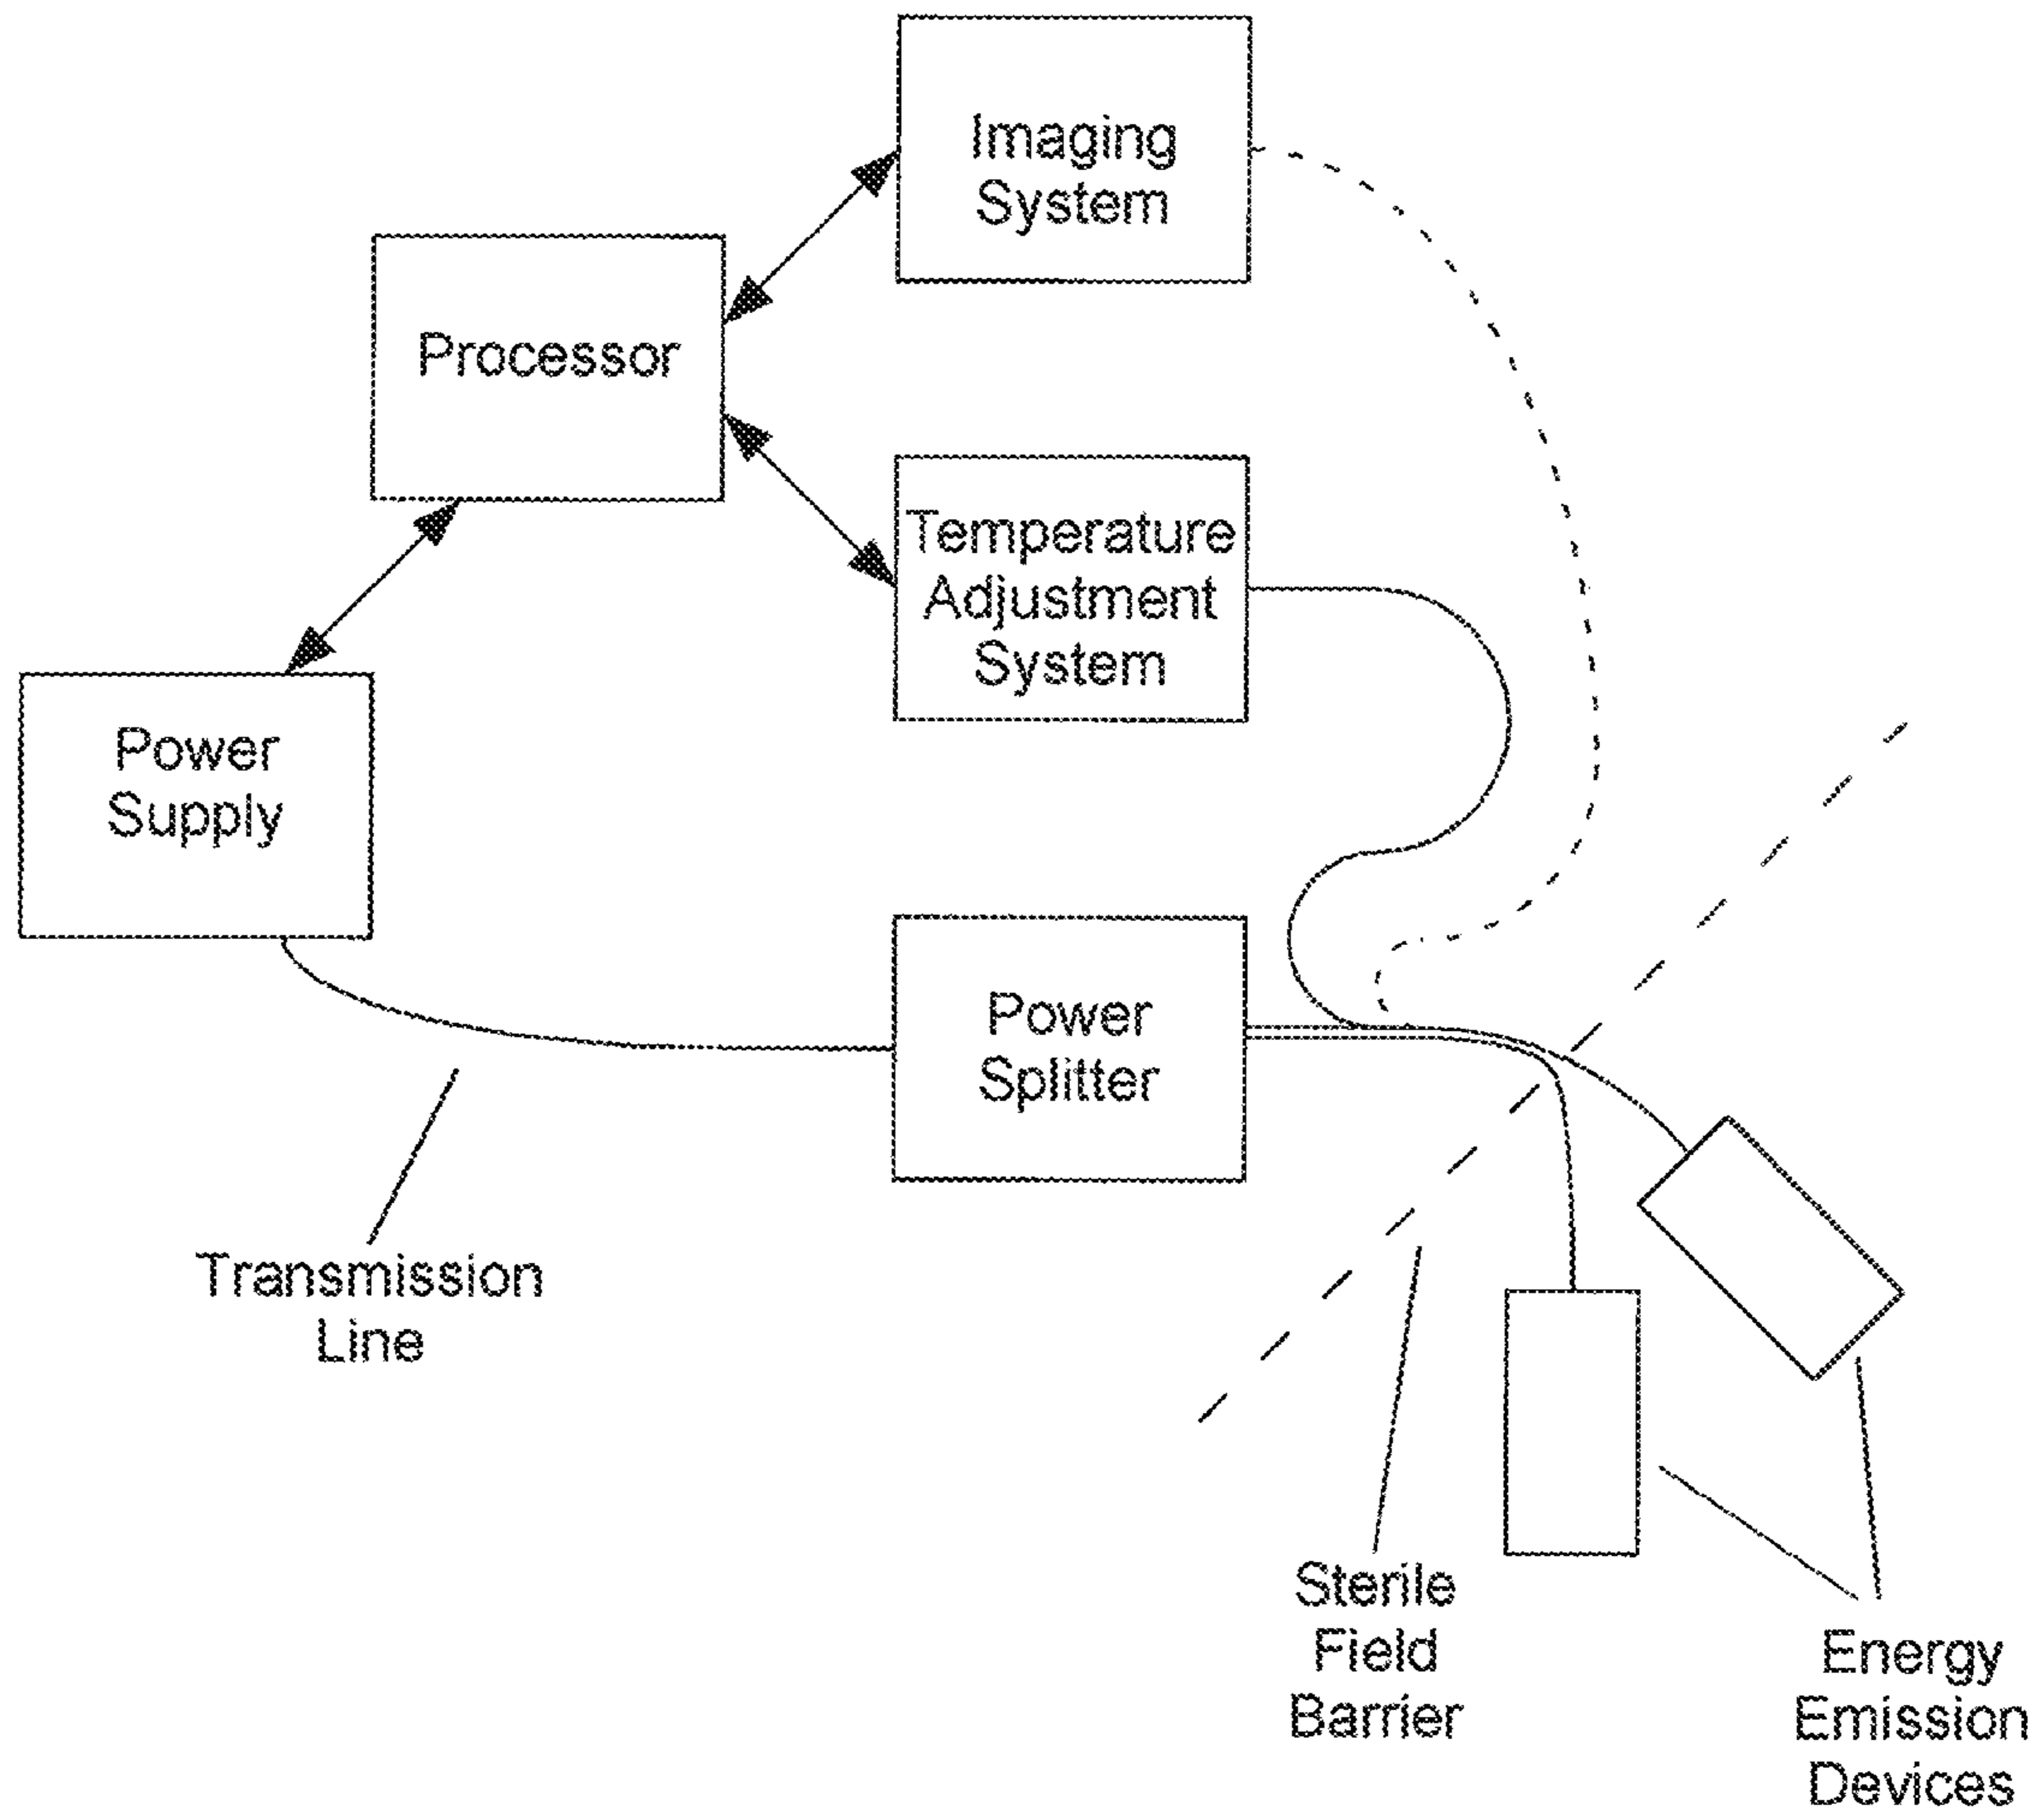 Imaging
System
Processor
Temperature
Adjustment
System
Power
Supply
Power
Splitter
Transmission
Line
Sterile
Field
Barrier
Energy
Emission
Devices